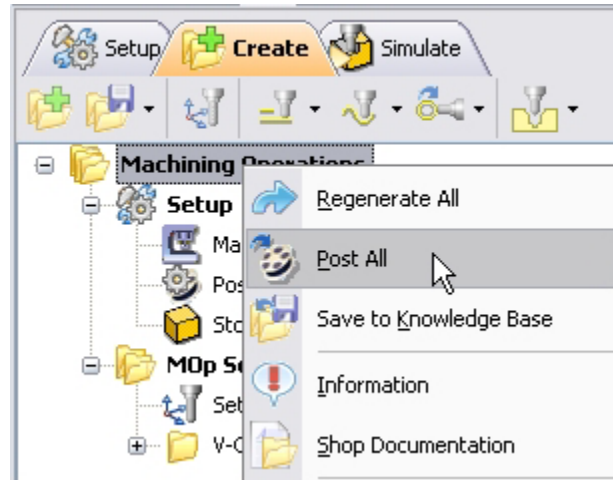 Setup Create Simulate
Machining Operations
Regenerate All
Setup
Ma
Post All
Pos
Sto
Save to Knowledge Base
MOp Se
Information
Set
V-C
Shop Documentation